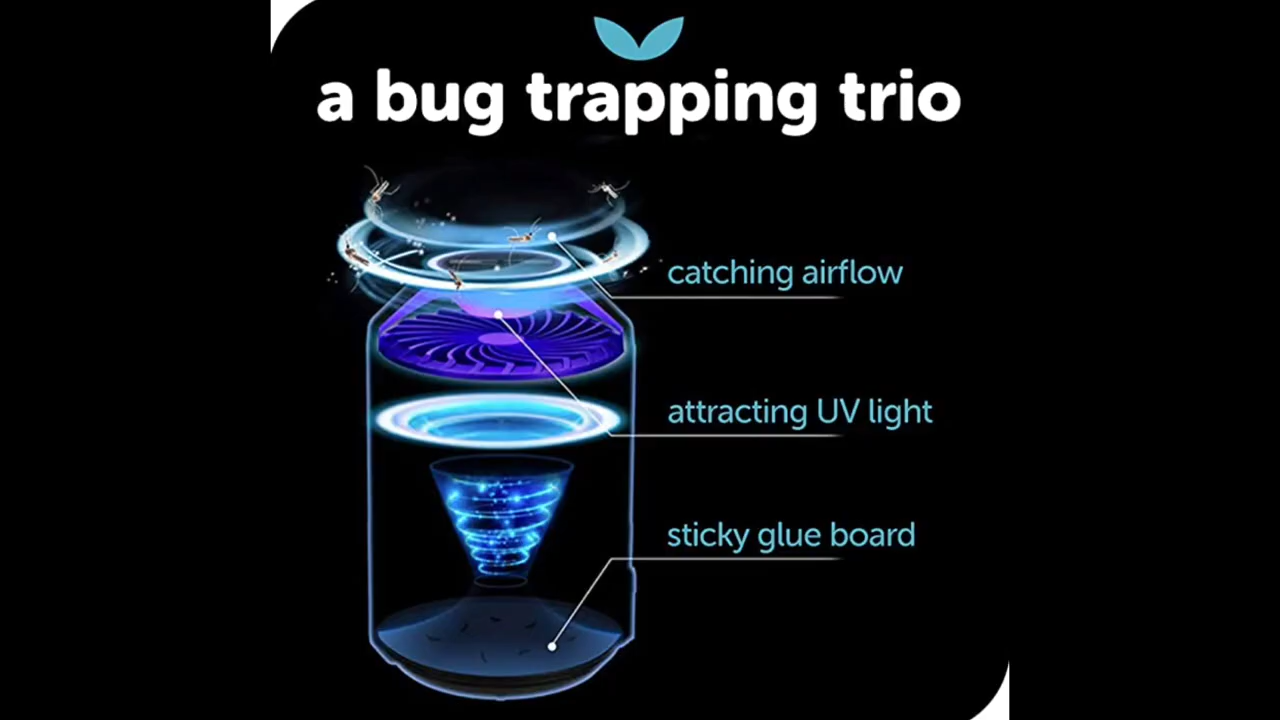 a bug trapping trio
catching airflow
attracting UV light
sticky glue board